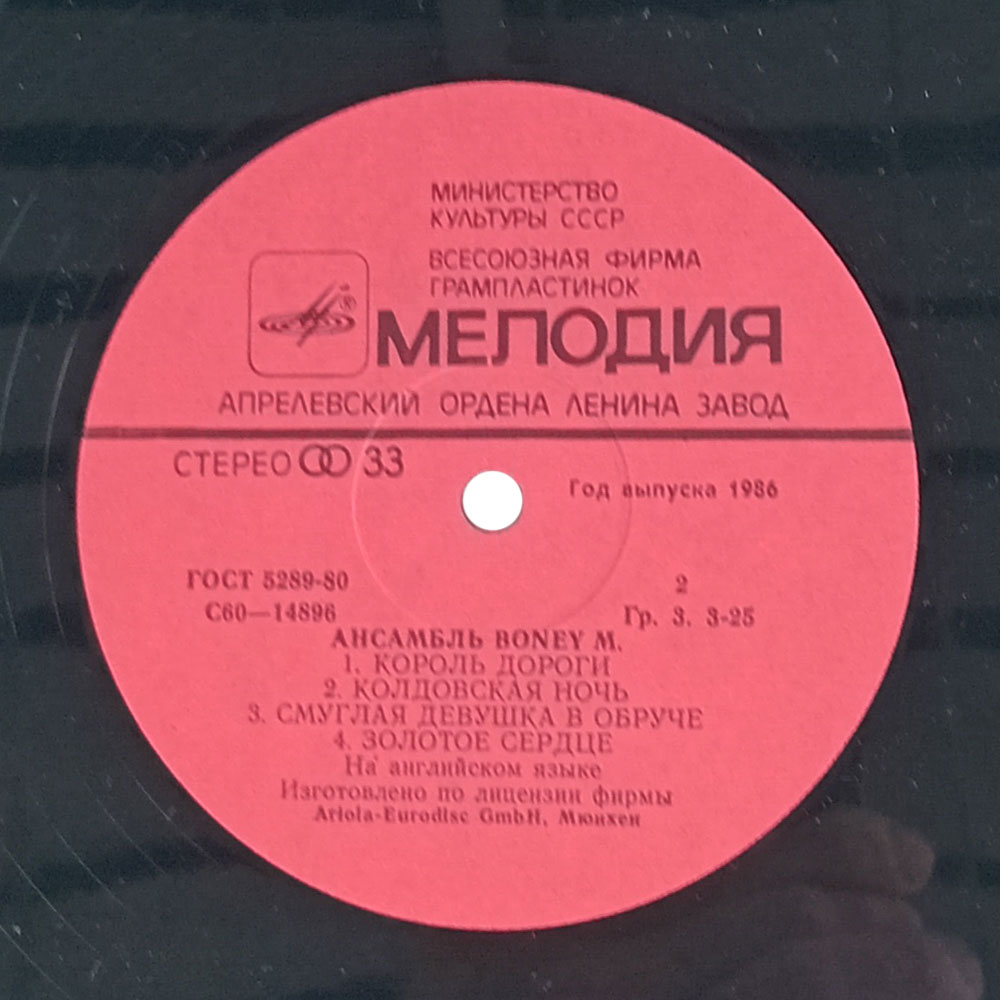 МИНИСТЕРСТВО
КУЛЬТУРЫ СССР
ВСЕСОЮЗНАЯ ФИРМА
ГРАМПЛАСТИНОК
®
МЕЛОДИЯ
АПРЕЛЕВСКИЙ ОРДЕНА ЛЕНИНА ЗАВОД
СТЕРЕО 33
Год выпуска 1986
ГОСТ 5289-80 2
С60—14896 Гр. 3. 3-25
АНСАМБЛЬ BONEY M.
1. КОРОЛЬ ДОРОГИ
2. КОЛДОВСКАЯ НОЧЬ
3. СМУГЛАЯ ДЕВУШКА В ОБРУЧЕ
4. ЗОЛОТОЕ СЕРДЦЕ
На английском языке
Изготовлено по лицензии фирмы
Ariola-Eurodisc GmbH, Мюнхен